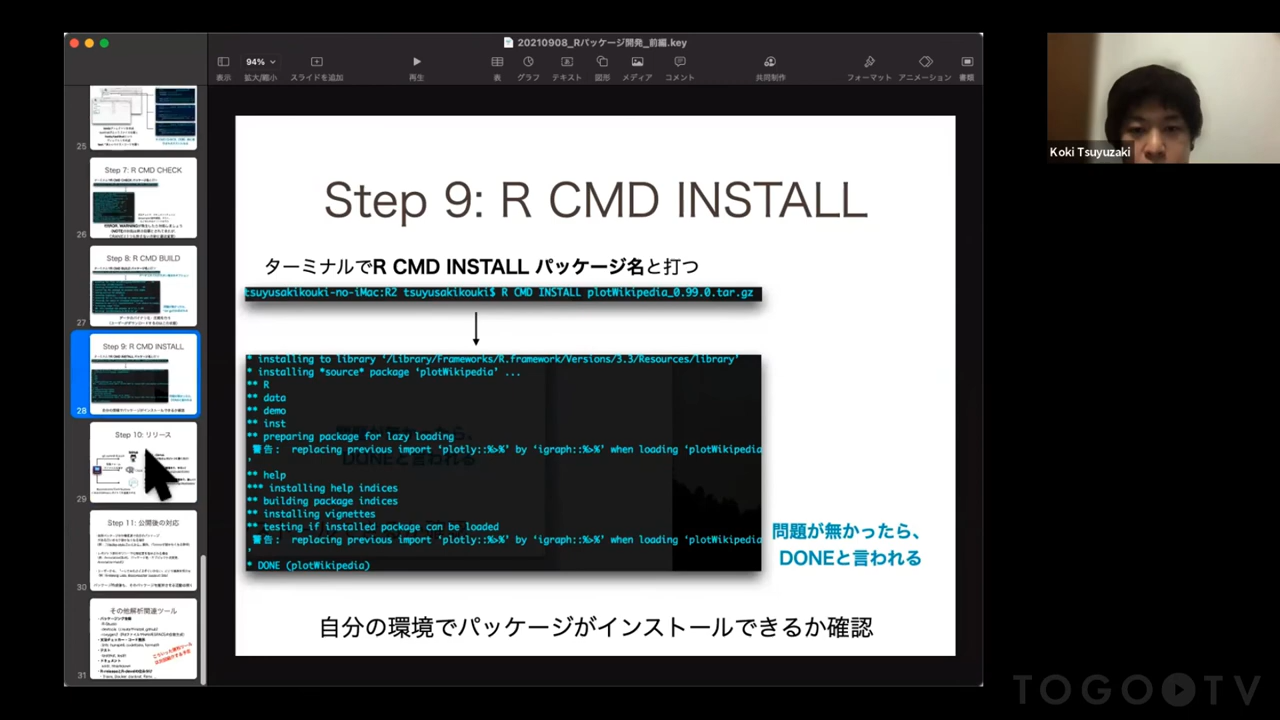 20210908_Rパッケージ開発_前編.key
94%
表示
拡大/縮小
スライドを追加
再生
表
グラフ
テキスト
図形
メディア
コメント
共同制作
フォーマット
アニメーション
書類
Koki Tsuyuzaki
25
Step 7: R CMD CHECK
26
Step 8: R CMD BUILD
27
Step 9: R CMD INSTALL
28
Step 10: リリース
29
Step 11: 公開後の対応
30
その他解析関連ツール
31
Step 9: R CMD INSTALL
ターミナルでR CMD INSTALL パッケージ名と打つ
tsuyusakikouki-no-iMac:R2 tsuyusakikouki$ R CMD INSTALL plotWikipedia_0.99.0.tar.gz
* installing to library ‘/Library/Frameworks/R.framework/Versions/3.3/Resources/library’
* installing *source* package ‘plotWikipedia’ ...
** R
** data
** demo
** inst
** preparing package for lazy loading
警告： replacing previous import ‘plotly::%>%’ by ‘igraph::%>%’ when loading ‘plotWikipedia
’
** help
*** installing help indices
** building package indices
** installing vignettes
** testing if installed package can be loaded
警告： replacing previous import ‘plotly::%>%’ by ‘igraph::%>%’ when loading ‘plotWikipedia
’
* DONE (plotWikipedia)
問題が無かったら、
DONEと言われる
自分の環境でパッケージがインストールできるか確認
TOGO TV